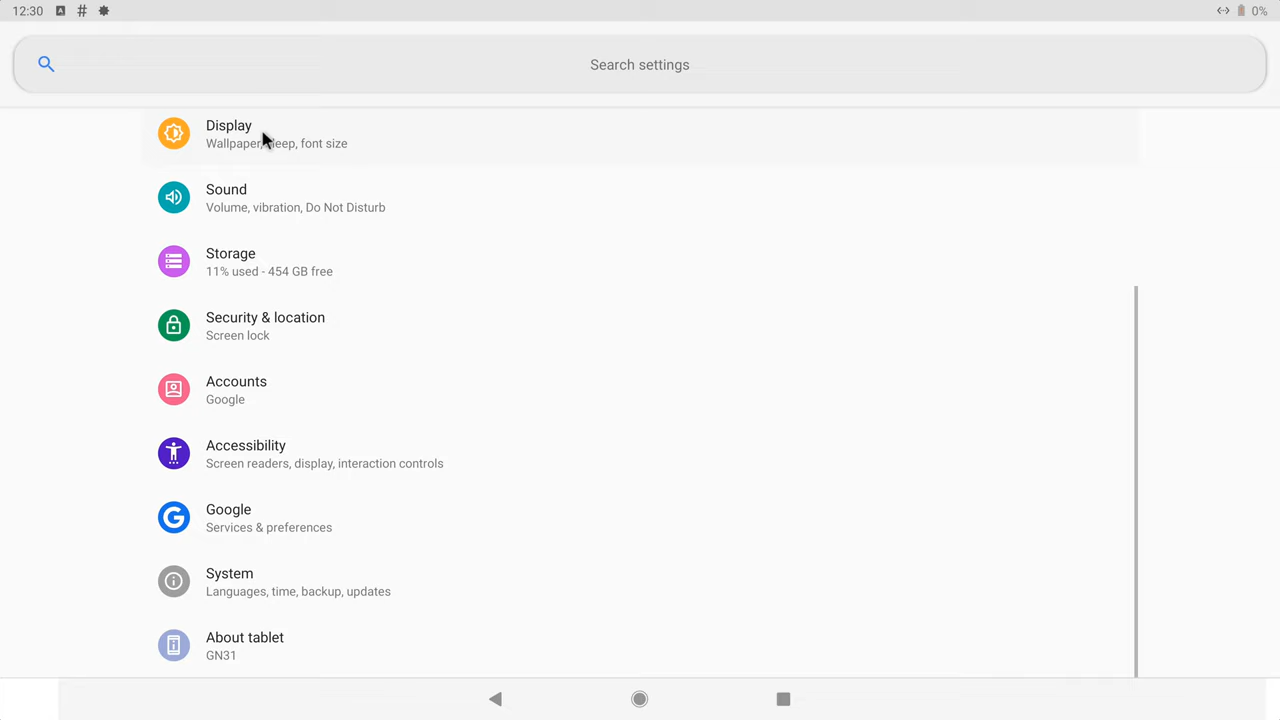 12:30
0%
Search settings
Display
Wallpaper, sleep, font size
Sound
Volume, vibration, Do Not Disturb
Storage
11% used - 454 GB free
Security & location
Screen lock
Accounts
Google
Accessibility
Screen readers, display, interaction controls
Google
Services & preferences
System
Languages, time, backup, updates
About tablet
GN31